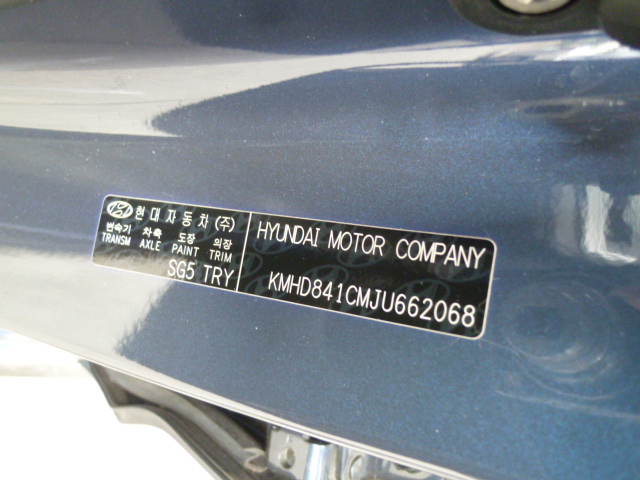 현대자동차(주)
변속기 차축 도장 의장
TRANSM AXLE PAINT TRIM
SG5 TRY
HYUNDAI MOTOR COMPANY
KMHD841CMJU662068